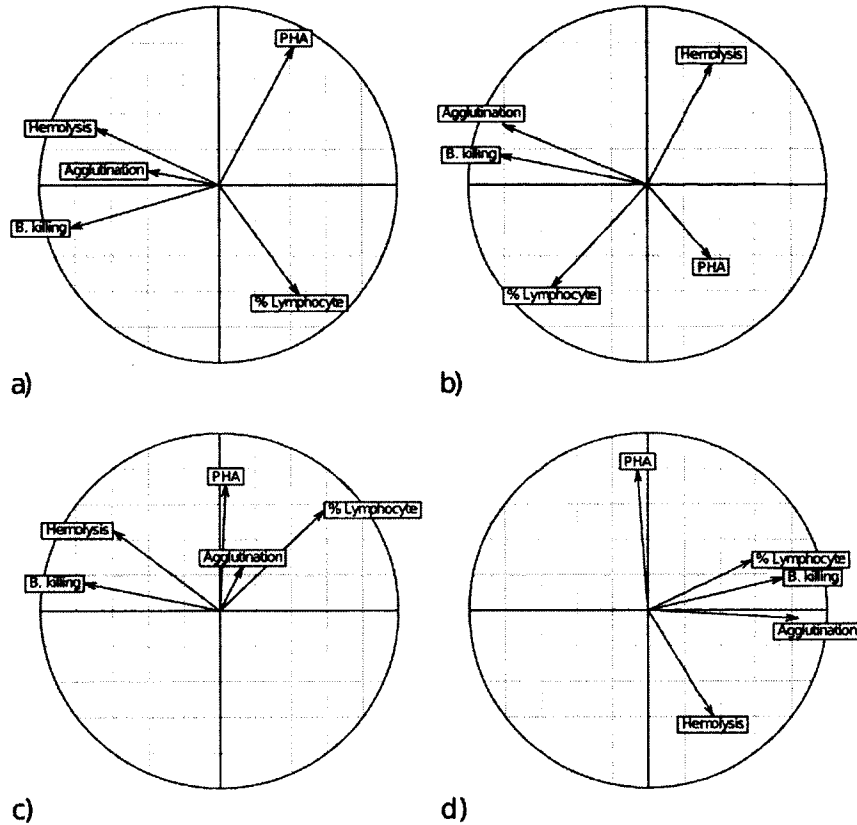 PHA
Hemolysis
Agglutination
B. killing
% Lymphocyte
a)
Hemolysis
Agglutination
B. killing
PHA
% Lymphocyte
b)
PHA
% Lymphocyte
Hemolysis
Agglutination
B. killing
c)
PHA
% Lymphocyte
B. killing
Agglutination
Hemolysis
d)